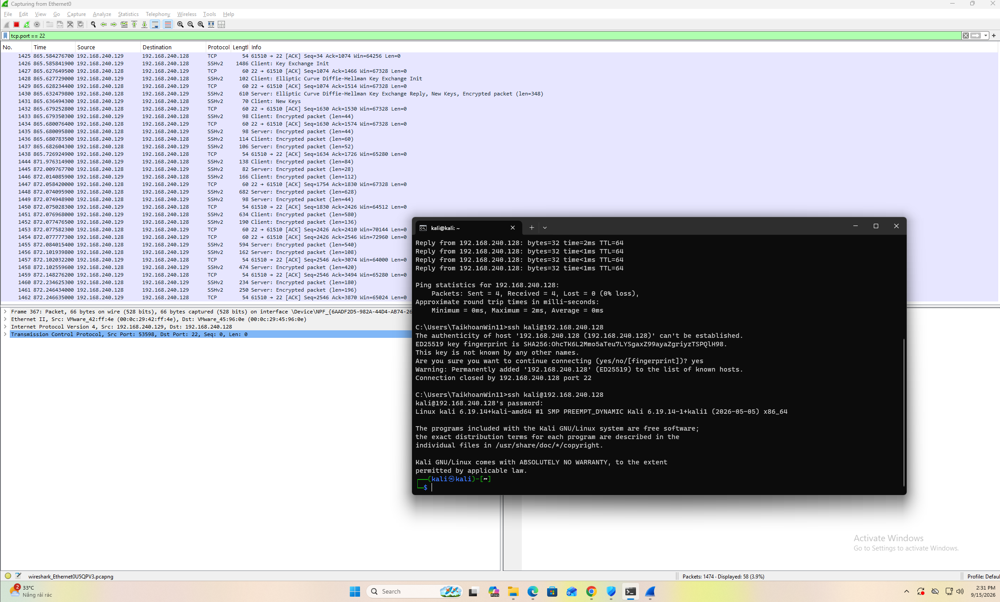 Capturing from Ethernet0
File Edit View Go Capture Analyze Statistics Telephony Wireless Tools Help
tcp.port == 22
No. Time Source Destination Protocol Lengtl Info
1425 865.584276700 192.168.240.129 192.168.240.128 TCP 54 61510 → 22 [ACK] Seq=34 Ack=1074 Win=64256 Len=0
1426 865.585841900 192.168.240.129 192.168.240.128 SSHv2 1486 Client: Key Exchange Init
1427 865.627649500 192.168.240.128 192.168.240.129 TCP 60 22 → 61510 [ACK] Seq=1074 Ack=1466 Win=67328 Len=0
1428 865.627729000 192.168.240.129 192.168.240.128 SSHv2 102 Client: Elliptic Curve Diffie-Hellman Key Exchange Init
1429 865.628234400 192.168.240.128 192.168.240.129 TCP 60 22 → 61510 [ACK] Seq=1074 Ack=1514 Win=67328 Len=0
1430 865.632479800 192.168.240.128 192.168.240.129 SSHv2 610 Server: Elliptic Curve Diffie-Hellman Key Exchange Reply, New Keys, Encrypted packet (len=348)
1431 865.636494300 192.168.240.129 192.168.240.128 SSHv2 70 Client: New Keys
1432 865.679252800 192.168.240.128 192.168.240.129 TCP 60 22 → 61510 [ACK] Seq=1630 Ack=1530 Win=67328 Len=0
1433 865.679350300 192.168.240.129 192.168.240.128 SSHv2 98 Client: Encrypted packet (len=44)
1434 865.680076400 192.168.240.128 192.168.240.129 TCP 60 22 → 61510 [ACK] Seq=1630 Ack=1574 Win=67328 Len=0
1435 865.680095800 192.168.240.128 192.168.240.129 SSHv2 98 Server: Encrypted packet (len=44)
1436 865.680783500 192.168.240.129 192.168.240.128 SSHv2 114 Client: Encrypted packet (len=60)
1437 865.682604300 192.168.240.128 192.168.240.129 SSHv2 106 Server: Encrypted packet (len=52)
1438 865.726924900 192.168.240.129 192.168.240.128 TCP 54 61510 → 22 [ACK] Seq=1634 Ack=1726 Win=65280 Len=0
1444 871.976314900 192.168.240.129 192.168.240.128 SSHv2 138 Client: Encrypted packet (len=84)
1445 872.009767700 192.168.240.128 192.168.240.129 SSHv2 82 Server: Encrypted packet (len=28)
1446 872.014085900 192.168.240.129 192.168.240.128 SSHv2 166 Client: Encrypted packet (len=112)
1447 872.058420000 192.168.240.128 192.168.240.129 TCP 60 22 → 61510 [ACK] Seq=1754 Ack=1830 Win=67328 Len=0
1448 872.074095900 192.168.240.128 192.168.240.129 SSHv2 682 Server: Encrypted packet (len=628)
1449 872.074948900 192.168.240.128 192.168.240.129 SSHv2 98 Server: Encrypted packet (len=44)
1450 872.075028300 192.168.240.129 192.168.240.128 TCP 54 61510 → 22 [ACK] Seq=1830 Ack=2426 Win=64512 Len=0
1451 872.076968000 192.168.240.129 192.168.240.128 SSHv2 634 Client: Encrypted packet (len=580)
1452 872.077476500 192.168.240.129 192.168.240.128 SSHv2 190 Client: Encrypted packet (len=136)
1453 872.077582300 192.168.240.128 192.168.240.129 TCP 60 22 → 61510 [ACK] Seq=2426 Ack=2410 Win=70144 Len=0
1454 872.077777300 192.168.240.128 192.168.240.129 TCP 60 22 → 61510 [ACK] Seq=2426 Ack=2546 Win=72960 Len=0
1455 872.084015400 192.168.240.128 192.168.240.129 SSHv2 594 Server: Encrypted packet (len=540)
1456 872.101939800 192.168.240.128 192.168.240.129 SSHv2 162 Server: Encrypted packet (len=108)
1457 872.102032200 192.168.240.129 192.168.240.128 TCP 54 61510 → 22 [ACK] Seq=2546 Ack=3074 Win=64000 Len=0
1458 872.102559600 192.168.240.128 192.168.240.129 SSHv2 474 Server: Encrypted packet (len=420)
1459 872.148276200 192.168.240.129 192.168.240.128 TCP 54 61510 → 22 [ACK] Seq=2546 Ack=3494 Win=65280 Len=0
1460 872.234625300 192.168.240.128 192.168.240.129 SSHv2 234 Server: Encrypted packet (len=180)
1461 872.246434000 192.168.240.128 192.168.240.129 SSHv2 250 Server: Encrypted packet (len=196)
1462 872.246635000 192.168.240.129 192.168.240.128 TCP 54 61510 → 22 [ACK] Seq=2546 Ack=3870 Win=65024 Len=0
Frame 367: Packet, 66 bytes on wire (528 bits), 66 bytes captured (528 bits) on interface \Device\NPF_{6AADF2D5-982A-44D4-AB74-26
Ethernet II, Src: VMware_42:ff:4e (00:0c:29:42:ff:4e), Dst: VMware_45:96:0e (00:0c:29:45:96:0e)
Internet Protocol Version 4, Src: 192.168.240.129, Dst: 192.168.240.128
Transmission Control Protocol, Src Port: 53598, Dst Port: 22, Seq: 0, Len: 0
kali@kali: ~
Reply from 192.168.240.128: bytes=32 time=2ms TTL=64
Reply from 192.168.240.128: bytes=32 time<1ms TTL=64
Reply from 192.168.240.128: bytes=32 time<1ms TTL=64
Reply from 192.168.240.128: bytes=32 time<1ms TTL=64
Ping statistics for 192.168.240.128:
Packets: Sent = 4, Received = 4, Lost = 0 (0% loss),
Approximate round trip times in milli-seconds:
Minimum = 0ms, Maximum = 2ms, Average = 0ms
C:\Users\TaikhoanWin11>ssh kali@192.168.240.128
The authenticity of host '192.168.240.128 (192.168.240.128)' can't be established.
ED25519 key fingerprint is SHA256:OhcTK6L2Mmo5aTeu7LYSgaxZ99ayaZgriyzTSPQlH98.
This key is not known by any other names.
Are you sure you want to continue connecting (yes/no/[fingerprint])? yes
Warning: Permanently added '192.168.240.128' (ED25519) to the list of known hosts.
Connection closed by 192.168.240.128 port 22
C:\Users\TaikhoanWin11>ssh kali@192.168.240.128
kali@192.168.240.128's password:
Linux kali 6.19.14+kali-amd64 #1 SMP PREEMPT_DYNAMIC Kali 6.19.14-1+kali1 (2026-05-05) x86_64
The programs included with the Kali GNU/Linux system are free software;
the exact distribution terms for each program are described in the
individual files in /usr/share/doc/*/copyright.
Kali GNU/Linux comes with ABSOLUTELY NO WARRANTY, to the extent
permitted by applicable law.
┌──(kali㉿kali)-[~]
└─$
Activate Windows
Go to Settings to activate Windows.
wireshark_Ethernet0U5QPV3.pcapng
Packets: 1474 · Displayed: 58 (3.9%)
Profile: Defaul
2
33°C
Nắng rải rác
Search
M365
2:31 PM
9/15/2026